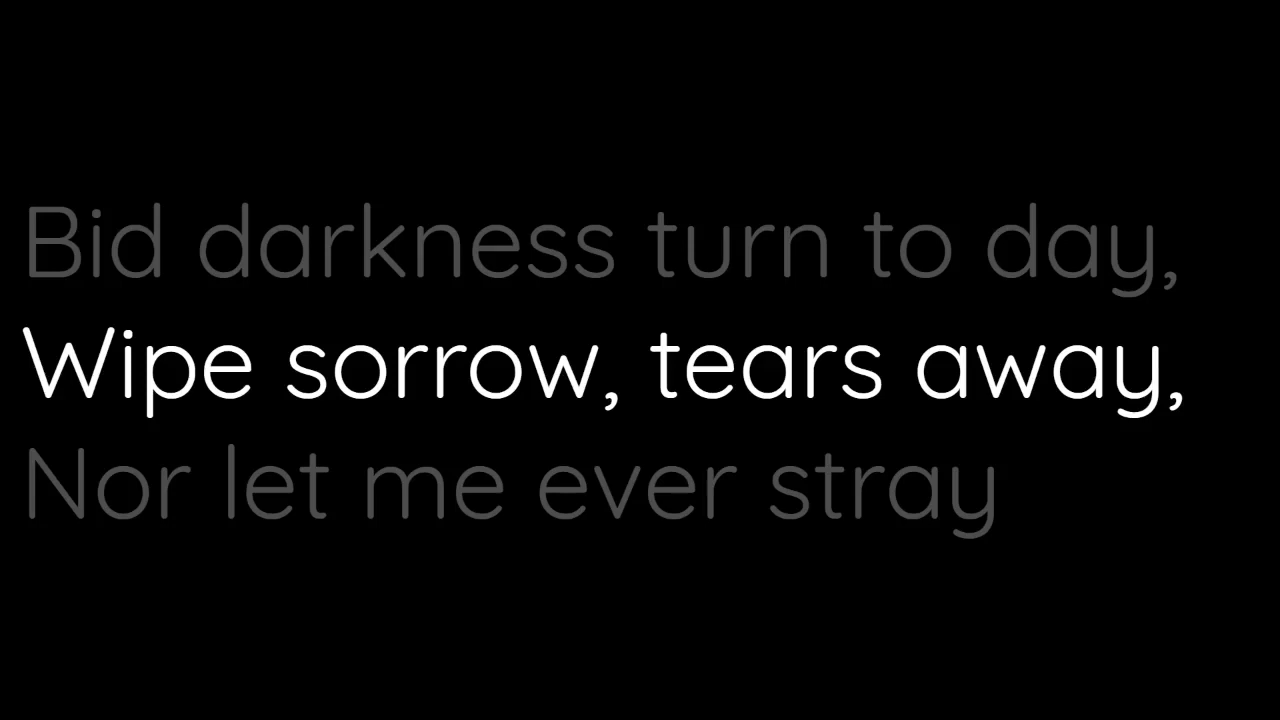 Bid darkness turn to day,
Wipe sorrow, tears away,
Nor let me ever stray